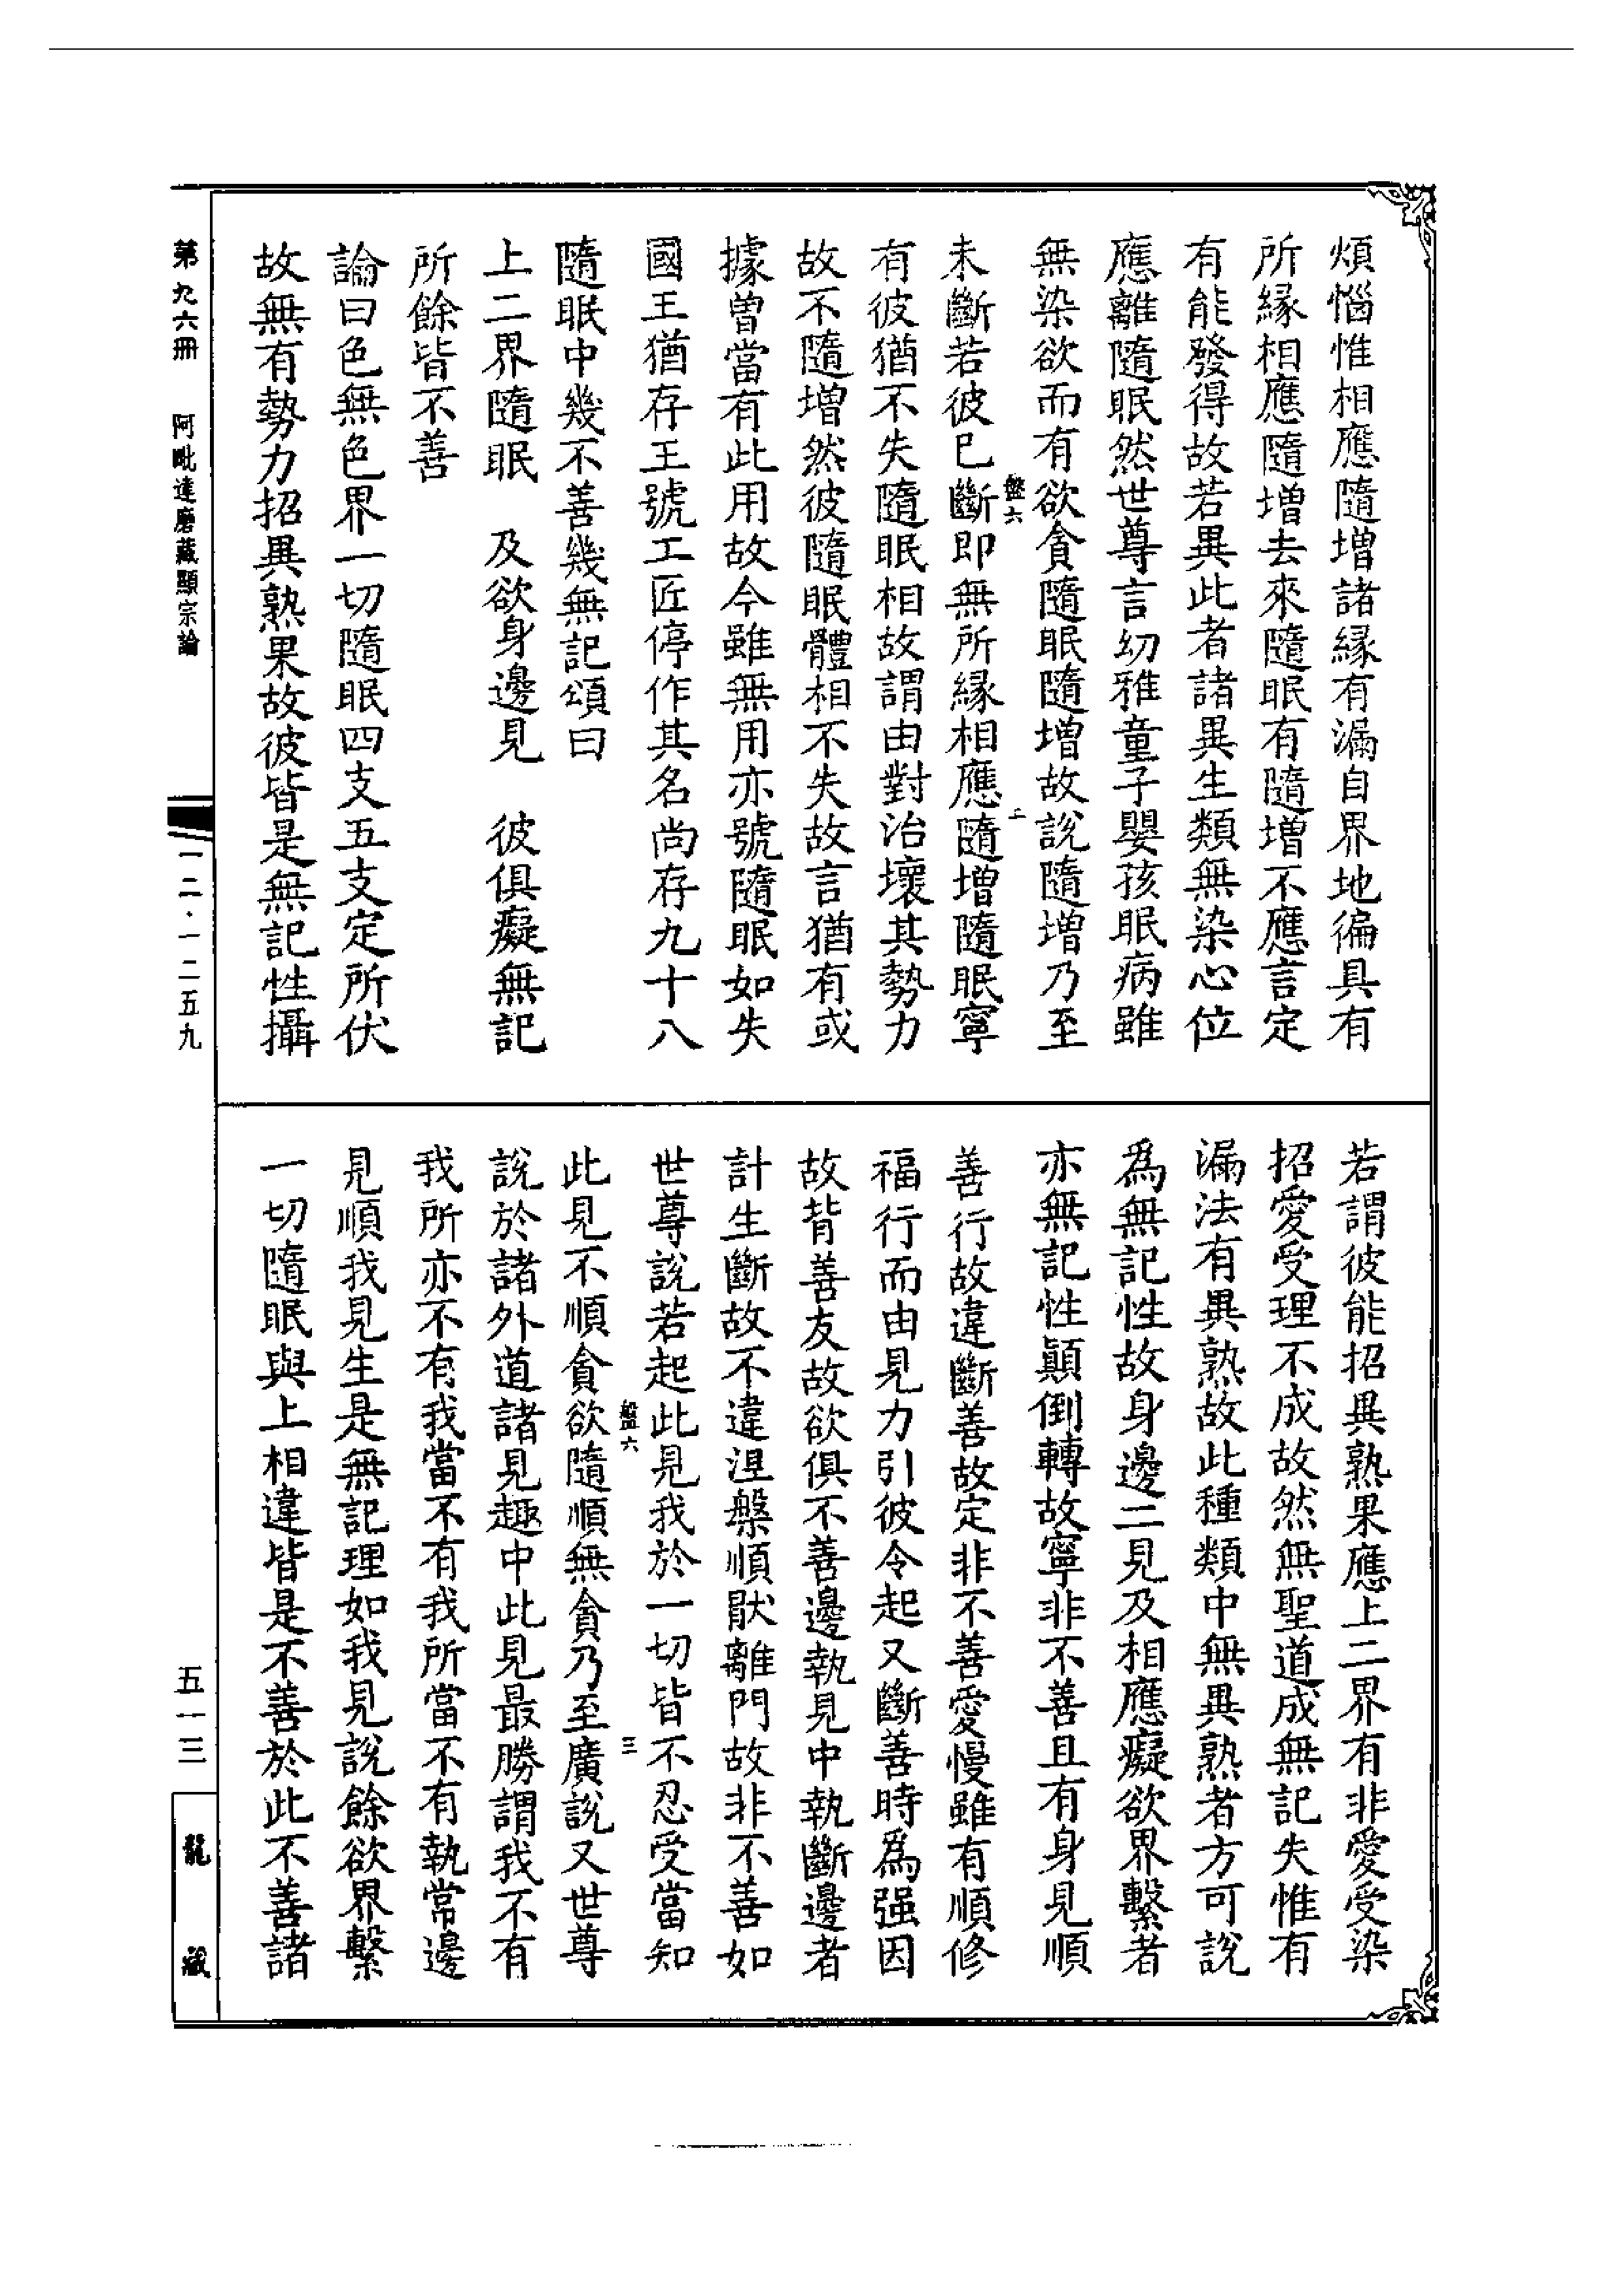 煩惱惟相應隨增諸緣有漏自界地徧具有
所緣相應隨增去來隨眠有隨增不應言定
有能發得故若異此者諸異生類無染心位
應離隨眠然世尊言幼雅童子嬰孩眠病雖
無染欲而有欲貪隨眠隨增故說隨增乃至
盤六
上
未斷若彼已斷即無所緣相應隨增隨眠寧
有彼猶不失隨眠相故謂由對治壞其勢力
故不隨增然彼隨眠體相不失故言猶有或
據曾當有此用故今雖無用亦號隨眠如失
國王猶存王號工匠停作其名尚存九十八
隨眠中幾不善幾無記頌曰
上二界隨眠　及欲身邊見　彼俱癡無記
所餘皆不善
論曰色無色界一切隨眠四支五支定所伏
故無有勢力招異熟果故彼皆是無記性攝
若謂彼能招異熟果應上二界有非愛受染
招愛受理不成故然無聖道成無記失惟有
漏法有異熟故此種類中無異熟者方可說
為無記性故身邊二見及相應癡欲界繫者
亦無記性顛倒轉故寧非不善且有身見順
善行故違斷善故定非不善愛慢雖有順修
福行而由見力引彼令起又斷善時為强因
故背善友故欲俱不善邊執見中執斷邊者
計生斷故不違涅槃順猒離門故非不善如
世尊說若起此見我於一切皆不忍受當知
盤六
三
此見不順貪欲隨順無貪乃至廣說又世尊
說於諸外道諸見趣中此見最勝謂我不有
我所亦不有我當不有我所當不有執常邊
見順我見生是無記理如我見說餘欲界繫
一切隨眠與上相違皆是不善於此不善諸
第九六冊　阿毗達磨藏顯宗論
一二·一二五九
五一三
龍藏